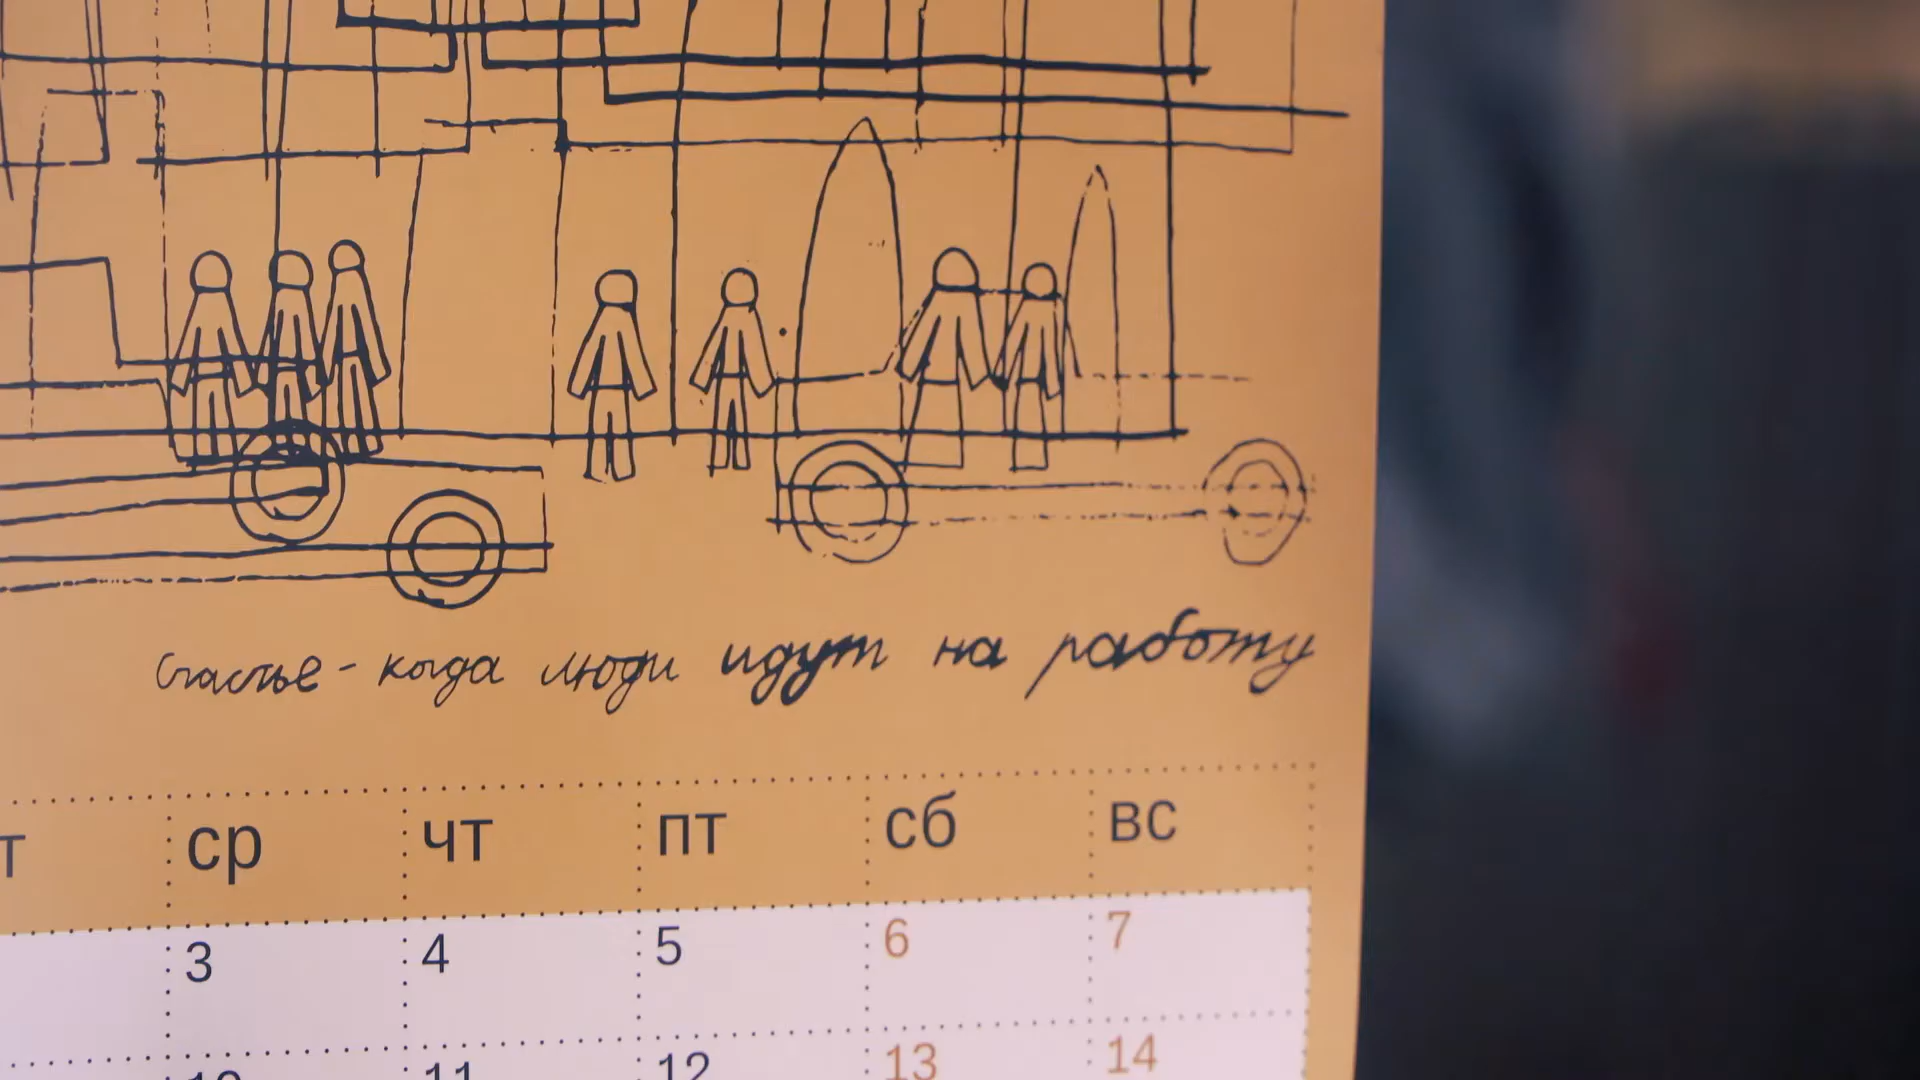 Счастье - когда люди идут на работу
т ср чт пт сб вс
3 4 5 6 7
10 11 12 13 14